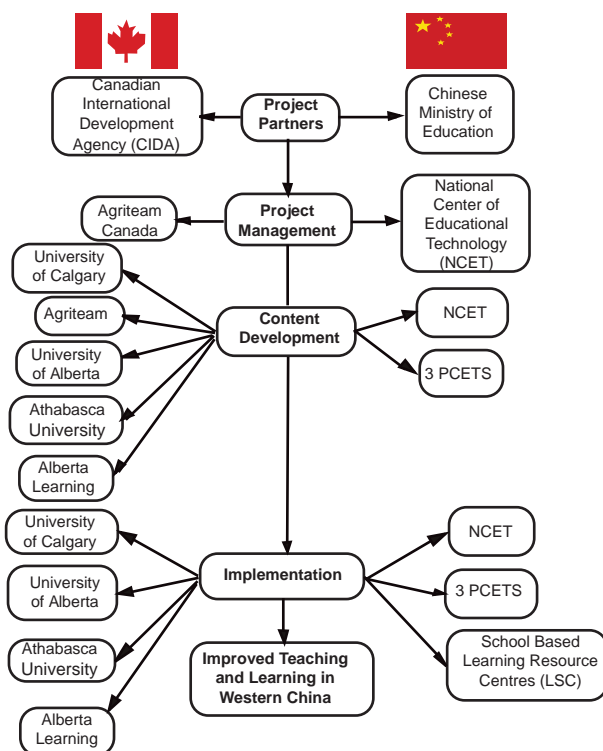 Canadian
International
Development
Agency (CIDA)
Project
Partners
Chinese
Ministry of
Education
Agriteam
Canada
Project
Management
National
Center of
Educational
Technology
(NCET)
University
of Calgary
Agriteam
University
of Alberta
Athabasca
University
Alberta
Learning
Content
Development
NCET
3 PCETS
University
of Calgary
University
of Alberta
Athabasca
University
Alberta
Learning
Implementation
NCET
3 PCETS
School Based
Learning Resource
Centres (LSC)
Improved Teaching
and Learning in
Western China